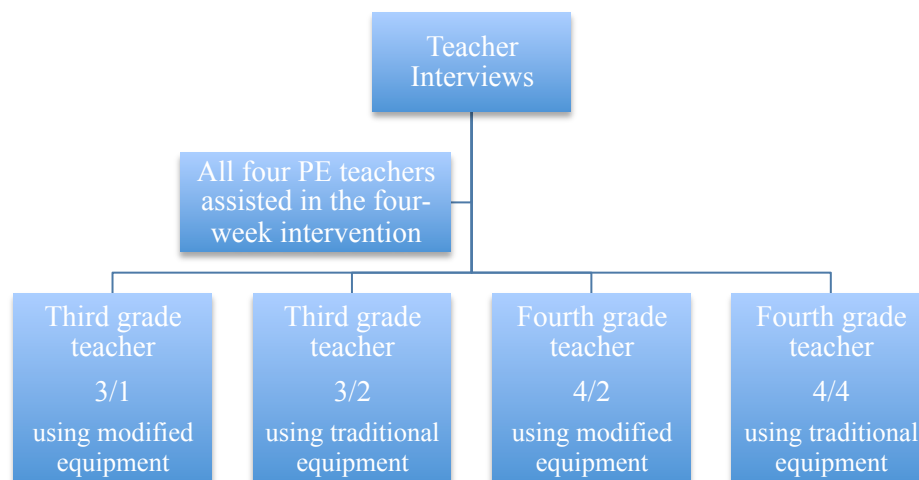 Teacher
Interviews
All four PE teachers
assisted in the four-
week intervention
Third grade
teacher
3/1
using modified
equipment
Third grade
teacher
3/2
using traditional
equipment
Fourth grade
teacher
4/2
using modified
equipment
Fourth grade
teacher
4/4
using traditional
equipment